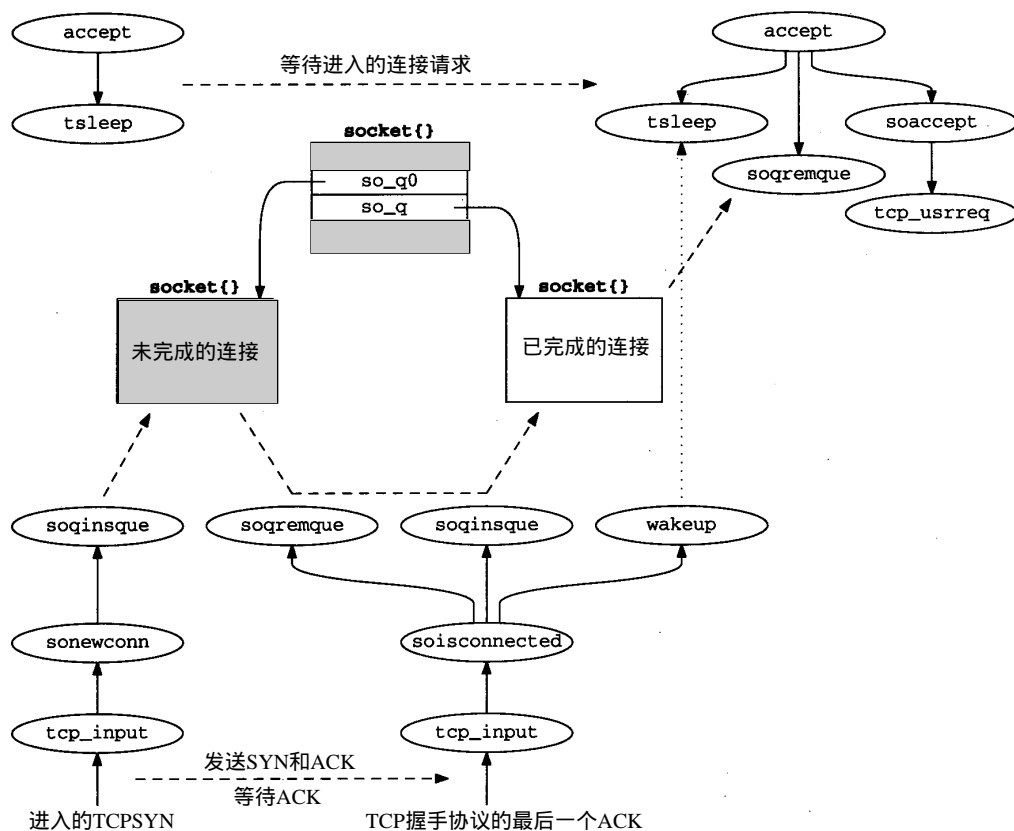 accept
accept
等待进入的连接请求
tsleep
tsleep
soaccept
socket{}
so_q0
soqremque
so_q
tcp_usrreq
socket{}
socket{}
未完成的连接
已完成的连接
soqinsque
soqremque
soqinsque
wakeup
sonewconn
soisconnected
tcp_input
tcp_input
发送SYN和ACK
等待ACK
进入的TCPSYN
TCP握手协议的最后一个ACK